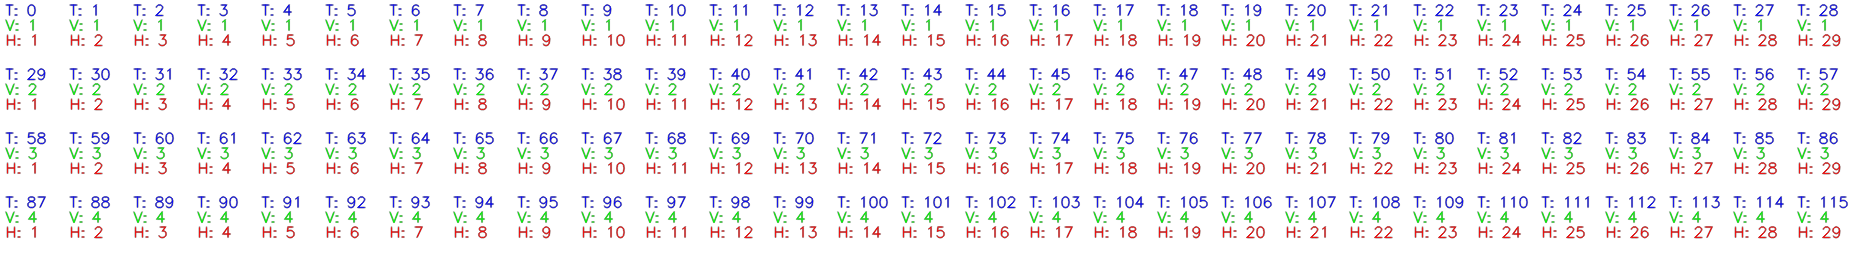 T: 0 T: 1 T: 2 T: 3 T: 4 T: 5 T: 6 T: 7 T: 8 T: 9 T: 10 T: 11 T: 12 T: 13 T: 14 T: 15 T: 16 T: 17 T: 18 T: 19 T: 20 T: 21 T: 22 T: 23 T: 24 T: 25 T: 26 T: 27 T: 28
V: 1 V: 1 V: 1 V: 1 V: 1 V: 1 V: 1 V: 1 V: 1 V: 1 V: 1 V: 1 V: 1 V: 1 V: 1 V: 1 V: 1 V: 1 V: 1 V: 1 V: 1 V: 1 V: 1 V: 1 V: 1 V: 1 V: 1 V: 1 V: 1
H: 1 H: 2 H: 3 H: 4 H: 5 H: 6 H: 7 H: 8 H: 9 H: 10 H: 11 H: 12 H: 13 H: 14 H: 15 H: 16 H: 17 H: 18 H: 19 H: 20 H: 21 H: 22 H: 23 H: 24 H: 25 H: 26 H: 27 H: 28 H: 29
T: 29 T: 30 T: 31 T: 32 T: 33 T: 34 T: 35 T: 36 T: 37 T: 38 T: 39 T: 40 T: 41 T: 42 T: 43 T: 44 T: 45 T: 46 T: 47 T: 48 T: 49 T: 50 T: 51 T: 52 T: 53 T: 54 T: 55 T: 56 T: 57
V: 2 V: 2 V: 2 V: 2 V: 2 V: 2 V: 2 V: 2 V: 2 V: 2 V: 2 V: 2 V: 2 V: 2 V: 2 V: 2 V: 2 V: 2 V: 2 V: 2 V: 2 V: 2 V: 2 V: 2 V: 2 V: 2 V: 2 V: 2 V: 2
H: 1 H: 2 H: 3 H: 4 H: 5 H: 6 H: 7 H: 8 H: 9 H: 10 H: 11 H: 12 H: 13 H: 14 H: 15 H: 16 H: 17 H: 18 H: 19 H: 20 H: 21 H: 22 H: 23 H: 24 H: 25 H: 26 H: 27 H: 28 H: 29
T: 58 T: 59 T: 60 T: 61 T: 62 T: 63 T: 64 T: 65 T: 66 T: 67 T: 68 T: 69 T: 70 T: 71 T: 72 T: 73 T: 74 T: 75 T: 76 T: 77 T: 78 T: 79 T: 80 T: 81 T: 82 T: 83 T: 84 T: 85 T: 86
V: 3 V: 3 V: 3 V: 3 V: 3 V: 3 V: 3 V: 3 V: 3 V: 3 V: 3 V: 3 V: 3 V: 3 V: 3 V: 3 V: 3 V: 3 V: 3 V: 3 V: 3 V: 3 V: 3 V: 3 V: 3 V: 3 V: 3 V: 3 V: 3
H: 1 H: 2 H: 3 H: 4 H: 5 H: 6 H: 7 H: 8 H: 9 H: 10 H: 11 H: 12 H: 13 H: 14 H: 15 H: 16 H: 17 H: 18 H: 19 H: 20 H: 21 H: 22 H: 23 H: 24 H: 25 H: 26 H: 27 H: 28 H: 29
T: 87 T: 88 T: 89 T: 90 T: 91 T: 92 T: 93 T: 94 T: 95 T: 96 T: 97 T: 98 T: 99 T: 100 T: 101 T: 102 T: 103 T: 104 T: 105 T: 106 T: 107 T: 108 T: 109 T: 110 T: 111 T: 112 T: 113 T: 114 T: 115
V: 4 V: 4 V: 4 V: 4 V: 4 V: 4 V: 4 V: 4 V: 4 V: 4 V: 4 V: 4 V: 4 V: 4 V: 4 V: 4 V: 4 V: 4 V: 4 V: 4 V: 4 V: 4 V: 4 V: 4 V: 4 V: 4 V: 4 V: 4 V: 4
H: 1 H: 2 H: 3 H: 4 H: 5 H: 6 H: 7 H: 8 H: 9 H: 10 H: 11 H: 12 H: 13 H: 14 H: 15 H: 16 H: 17 H: 18 H: 19 H: 20 H: 21 H: 22 H: 23 H: 24 H: 25 H: 26 H: 27 H: 28 H: 29